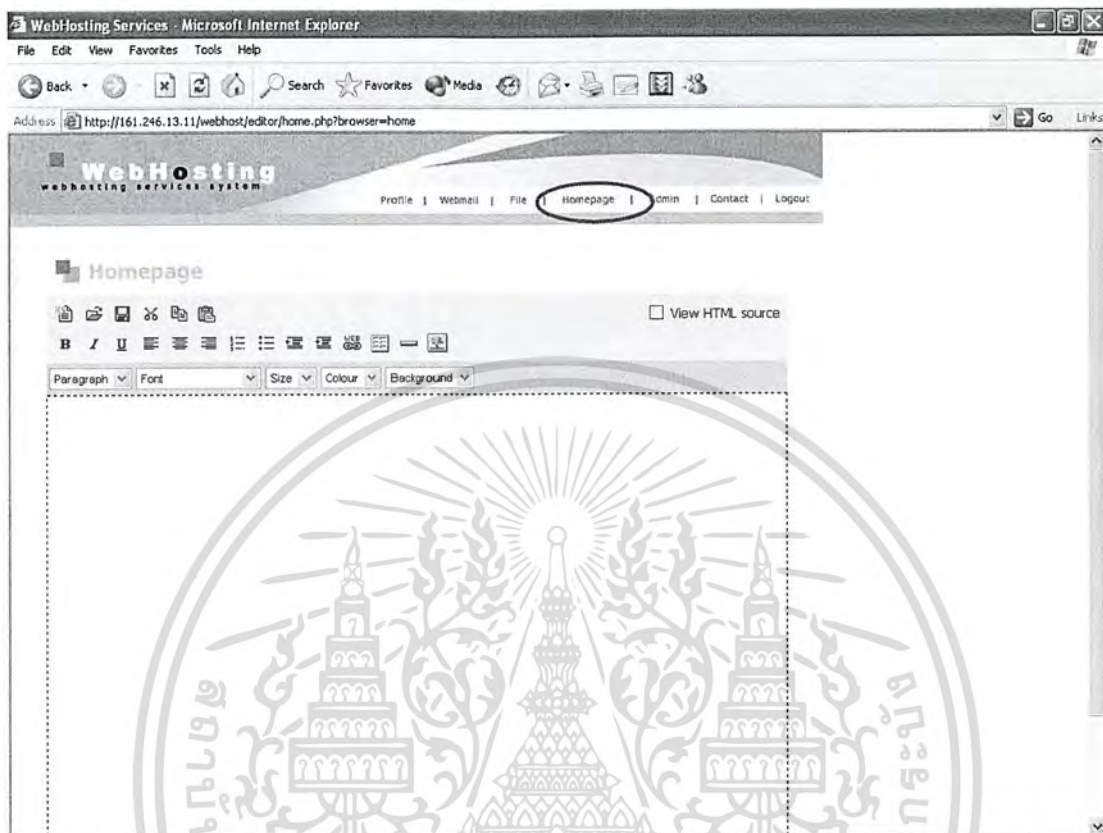 WebHosting Services - Microsoft Internet Explorer
File Edit View Favorites Tools Help
Back Search Favorites Media
Address http://161.246.13.11/webhost/editor/home.php?browser=home Go Links
WebHosting
webhosting services system
Profile | Webmail | File | Homepage | Admin | Contact | Logout
Homepage
View HTML source
B I U
Paragraph Font Size Colour Background